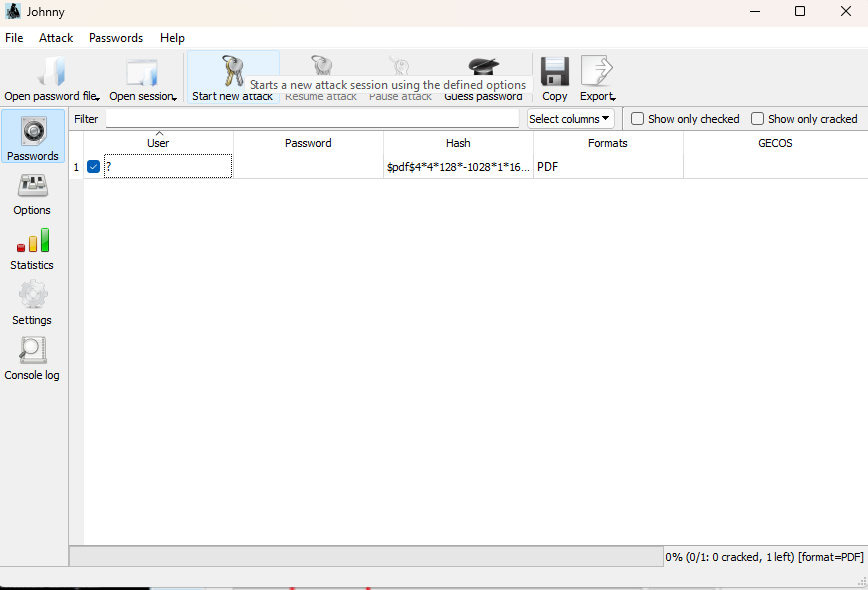 Johnny
File Attack Passwords Help
Starts a new attack session using the defined options
Open password file Open session Start new attack Resume attack Pause attack Guess password Copy Export
Filter Select columns Show only checked Show only cracked
Passwords
User Password Hash Formats GECOS
1 ? $pdf$4*4*128*-1028*1*16... PDF
Options
Statistics
Settings
Console log
0% (0/1: 0 cracked, 1 left) [format=PDF]